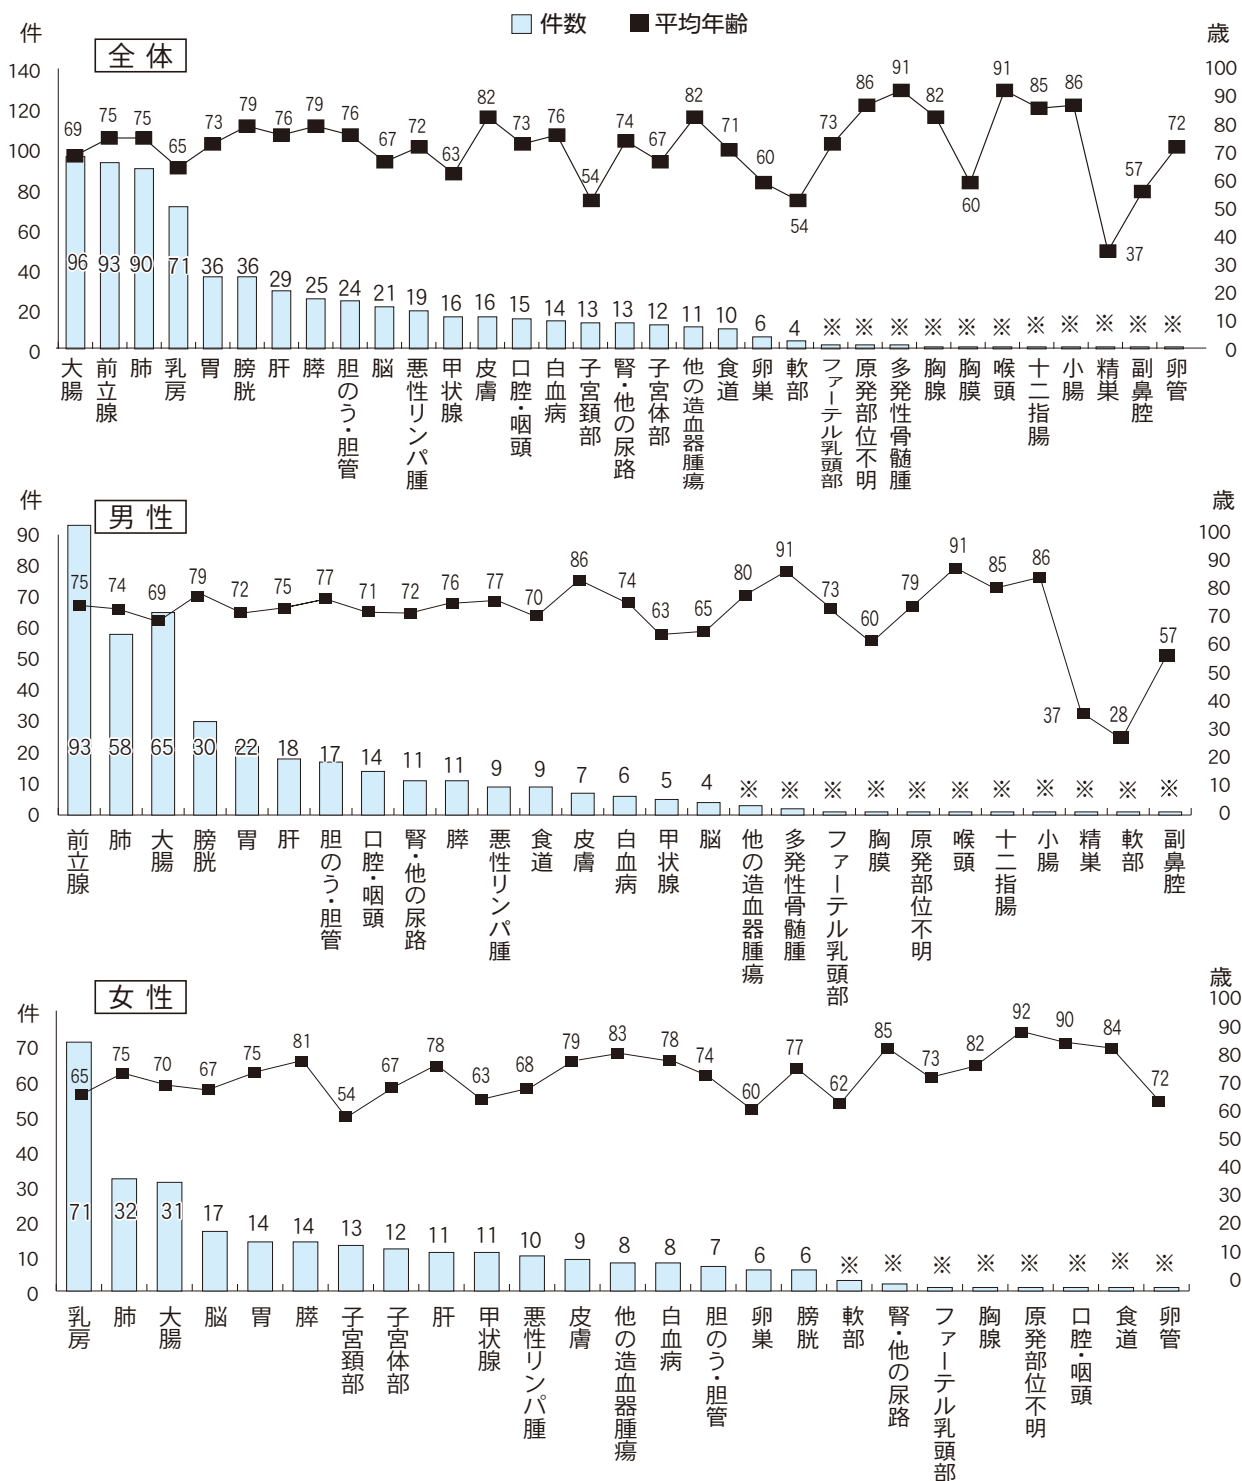 件数 平均年齢
件 全体 歳
140 120 100 80 60 40 20 0
100 90 80 70 60 50 40 30 20 10 0
69 75 75 65 73 79 76 79 76 67 72 63 82 73 76 54 74 67 82 71 60 54 73 86 91 82 60 91 85 86 37 57 72
96 93 90 71 36 36 29 25 24 21 19 16 16 15 14 13 13 12 11 10 6 4 ※ ※ ※ ※ ※ ※ ※ ※ ※ ※ ※
大腸
前立腺
肺
乳房
胃
膀胱
肝
膵
胆のう・胆管
脳
悪性リンパ腫
甲状腺
皮膚
口腔・咽頭
白血病
子宮頚部
腎・他の尿路
子宮体部
他の造血器腫瘍
食道
卵巣
軟部
ファーテル乳頭部
原発部位不明
多発性骨髄腫
胸腺
胸膜
喉頭
十二指腸
小腸
精巣
副鼻腔
卵管
件 男性 歳
90 80 70 60 50 40 30 20 10 0
100 90 80 70 60 50 40 30 20 10 0
75 74 69 79 72 75 77 71 72 76 77 70 86 74 63 65 80 91 73 60 79 91 85 86 37 28 57
93 58 65 30 22 18 17 14 11 11 9 9 7 6 5 4 ※ ※ ※ ※ ※ ※ ※ ※ ※ ※ ※
前立腺
肺
大腸
膀胱
胃
肝
胆のう・胆管
口腔・咽頭
腎・他の尿路
膵
悪性リンパ腫
食道
皮膚
白血病
甲状腺
脳
他の造血器腫瘍
多発性骨髄腫
ファーテル乳頭部
胸膜
原発部位不明
喉頭
十二指腸
小腸
精巣
軟部
副鼻腔
件 女性 歳
70 60 50 40 30 20 10 0
100 90 80 70 60 50 40 30 20 10 0
65 75 70 67 75 81 54 67 78 63 68 79 83 78 74 60 77 62 85 73 82 92 90 84 72
71 32 31 17 14 14 13 12 11 11 10 9 8 8 7 6 6 ※ ※ ※ ※ ※ ※ ※ ※
乳房
肺
大腸
脳
胃
膵
子宮頚部
子宮体部
肝
甲状腺
悪性リンパ腫
皮膚
他の造血器腫瘍
白血病
胆のう・胆管
卵巣
膀胱
軟部
腎・他の尿路
ファーテル乳頭部
胸腺
原発部位不明
口腔・咽頭
食道
卵管